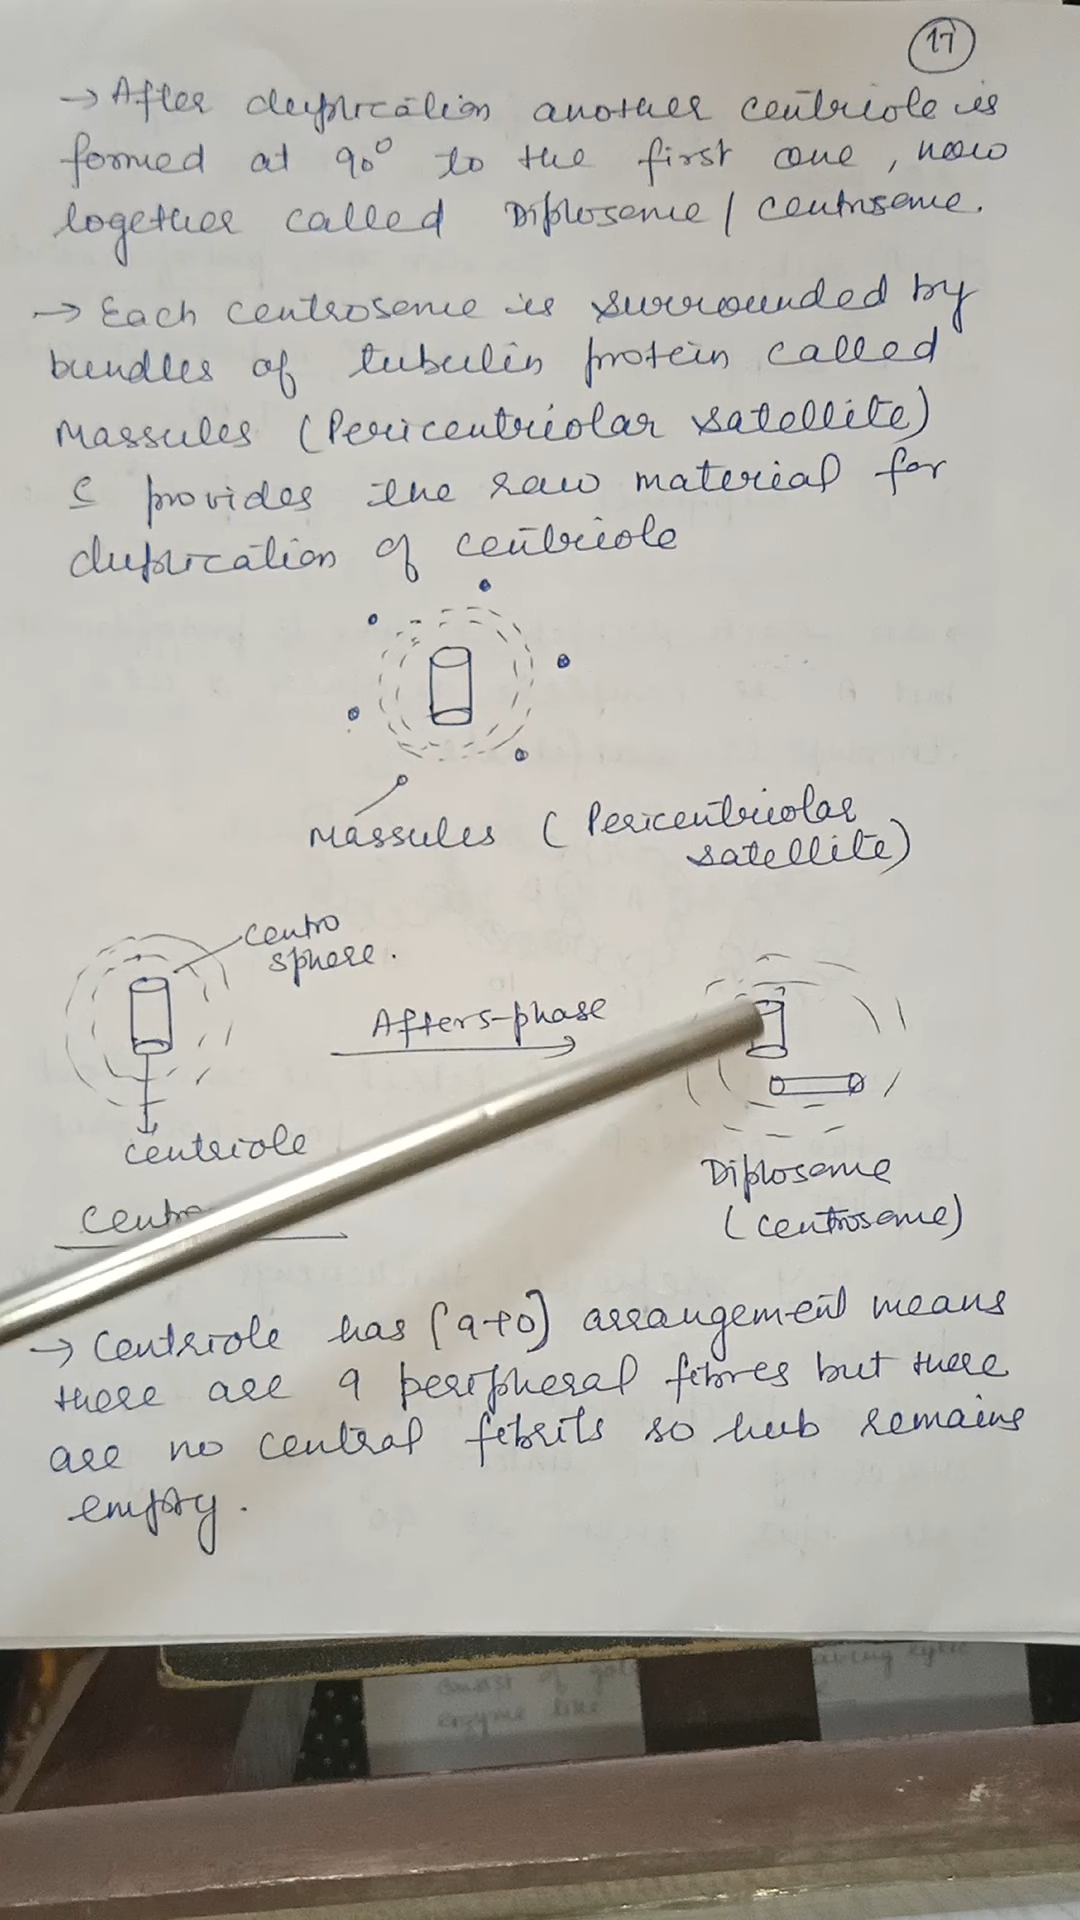 17
→ After duplication another centriole is
formed at 90° to the first one, now
together called Diplosome / centrosome.
→ Each centrosome is surrounded by
bundles of tubulin protein called
Massules (Pericentriolar satellite)
c provides the raw material for
duplication of centriole
Massules ( Pericentriolar
satellite)
centro
sphere.
After s-phase
centriole
Diplosome
(centrosome)
Centro
→ Centriole has (9+0) arrangement means
there are 9 peripheral fibres but there
are no central fibrils so hub remains
empty.
enzyme like